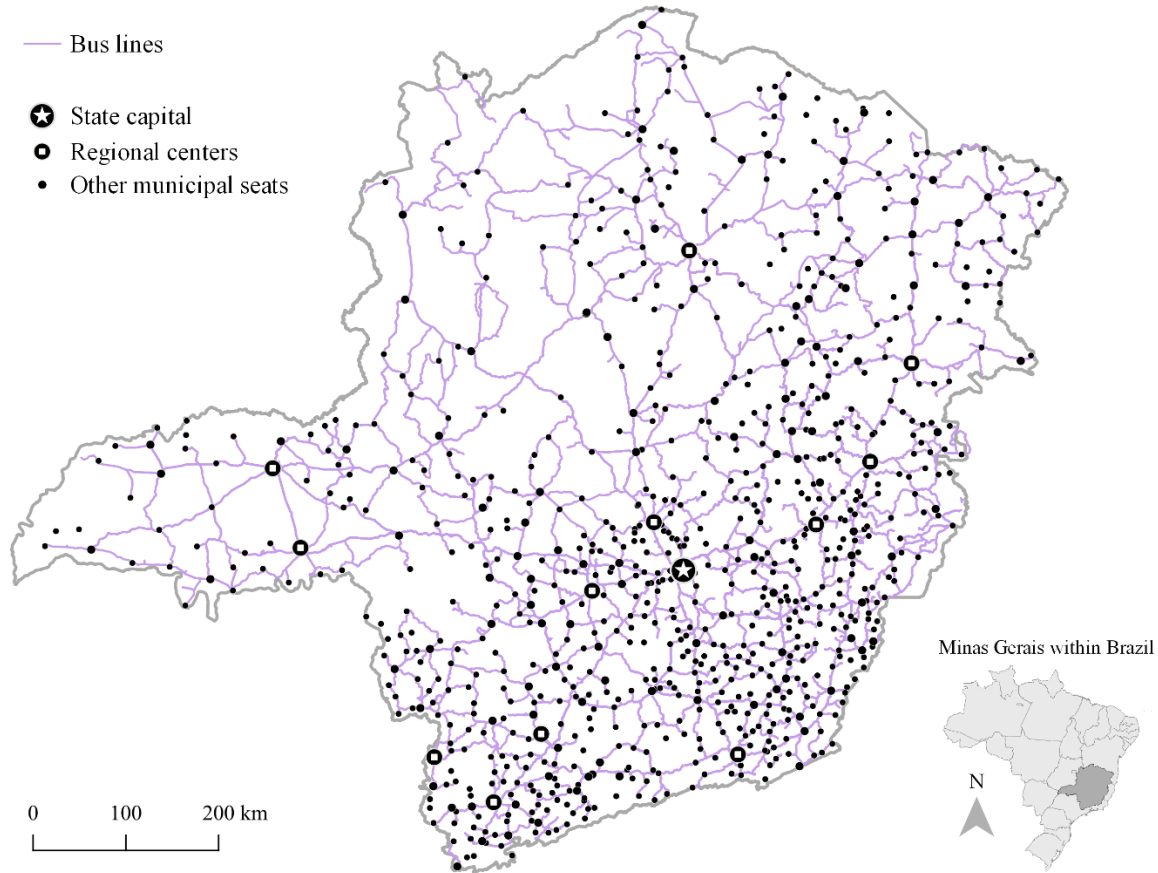 Bus lines
State capital
Regional centers
Other municipal seats
Minas Gerais within Brazil
N
0 100 200 km